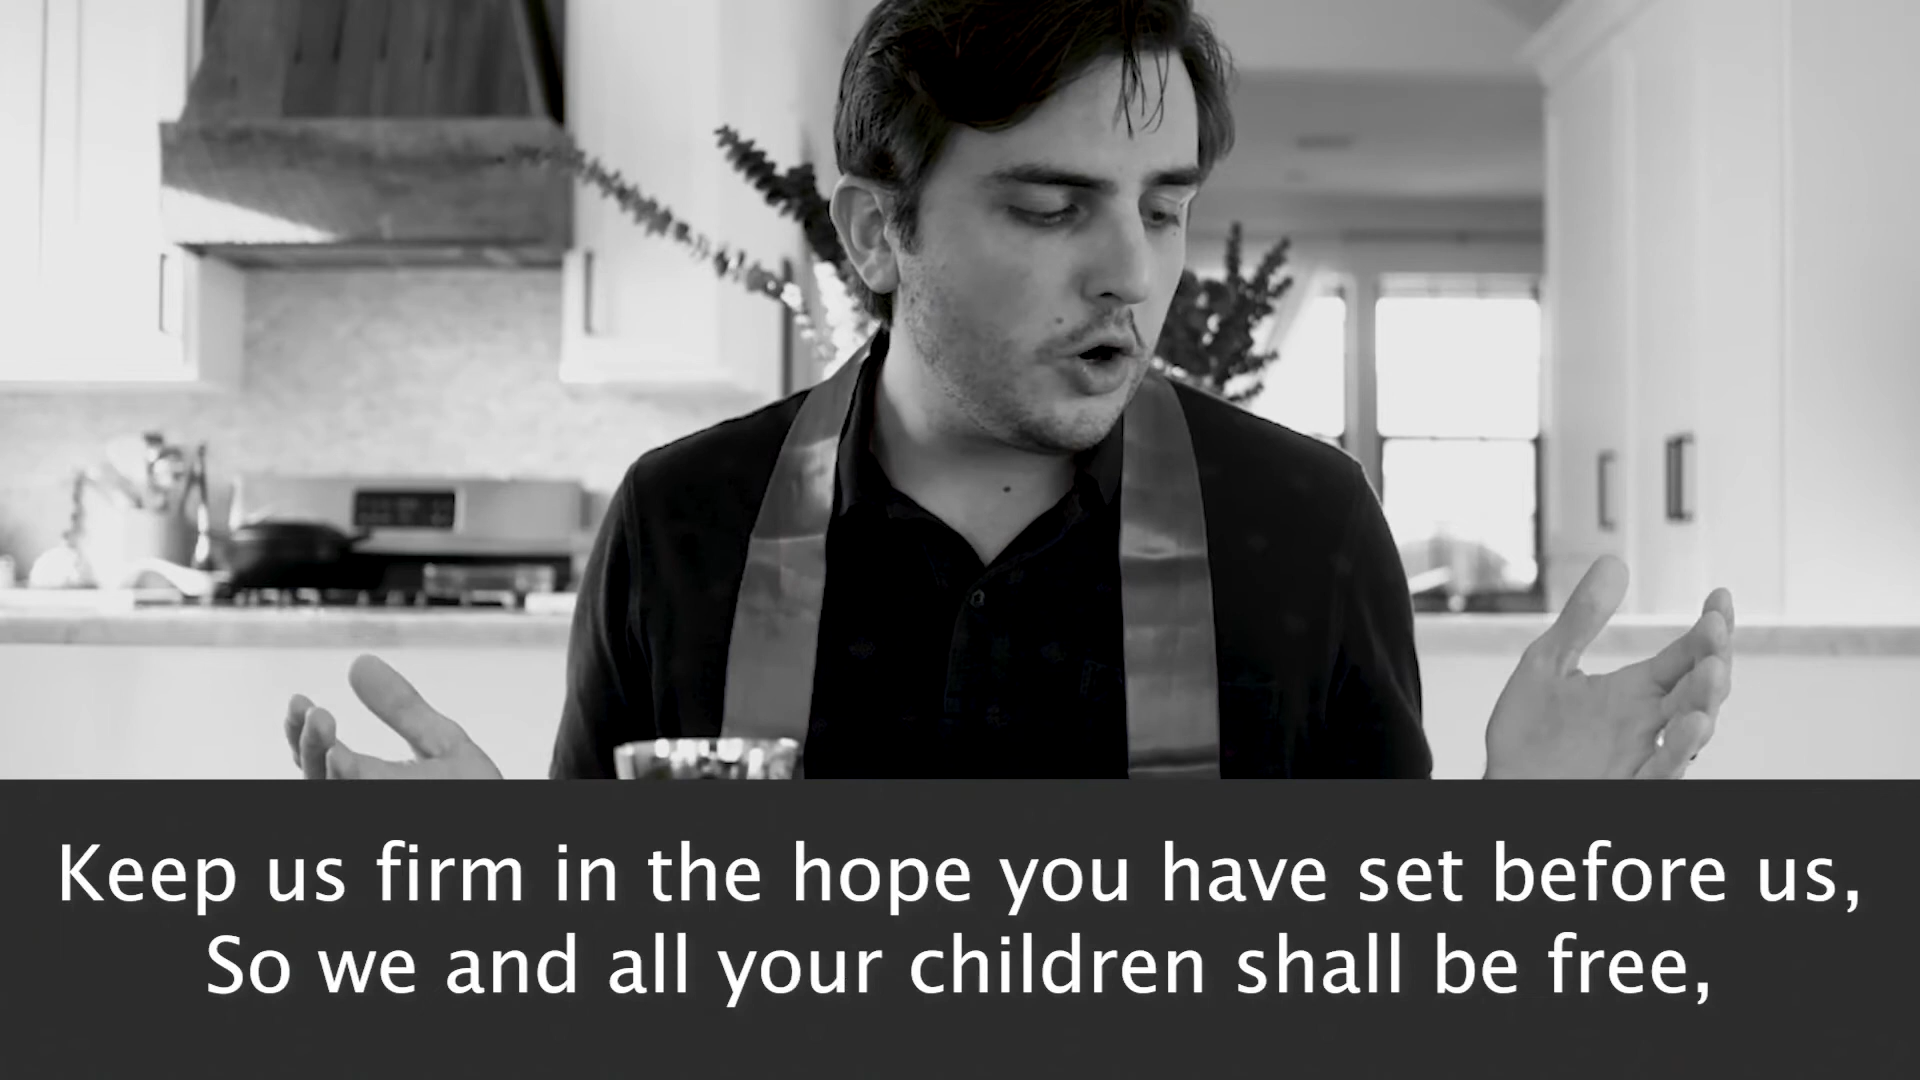 Keep us firm in the hope you have set before us,
So we and all your children shall be free,